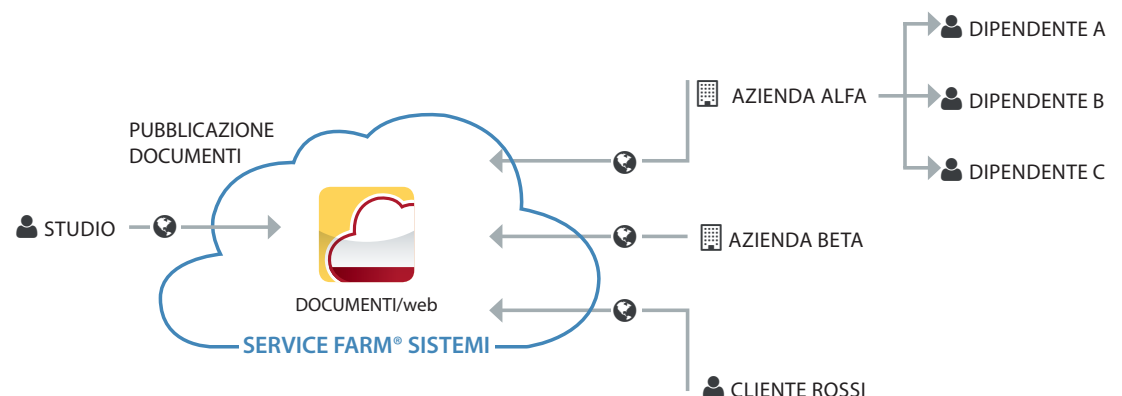 DIPENDENTE A
AZIENDA ALFA
DIPENDENTE B
PUBBLICAZIONE
DOCUMENTI
DIPENDENTE C
STUDIO
AZIENDA BETA
DOCUMENTI/web
SERVICE FARM® SISTEMI
CLIENTE ROSSI